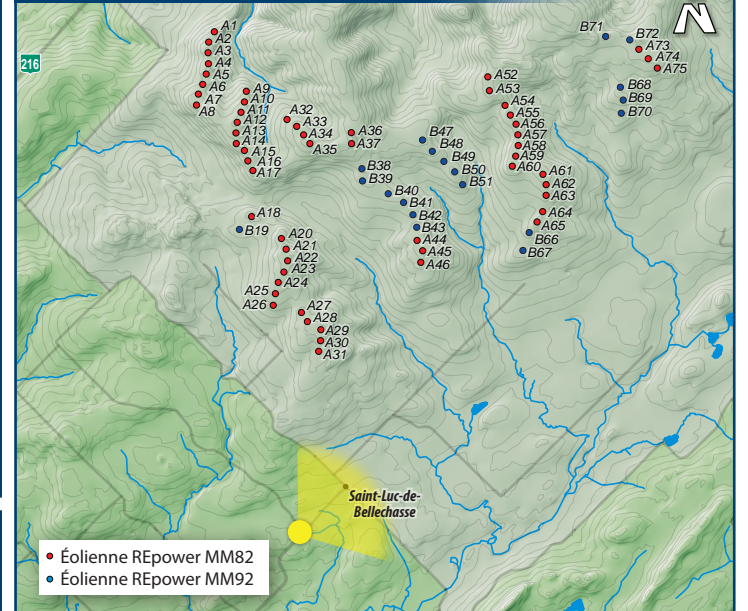 216
N
A1
A2
A3
A4
A5
A6
A7
A8
A9
A10
A11
A12
A13
A14
A15
A16
A17
A18
B19
A20
A21
A22
A23
A24
A25
A26
A27
A28
A29
A30
A31
A32
A33
A34
A35
A36
A37
B38
B39
B40
B41
B42
B43
A44
A45
A46
B47
B48
B49
B50
B51
A52
A53
A54
A55
A56
A57
A58
A59
A60
A61
A62
A63
A64
A65
B66
B67
B68
B69
B70
B71
B72
A73
A74
A75
Saint-Luc-de-
Bellechasse
Éolienne REpower MM82
Éolienne REpower MM92